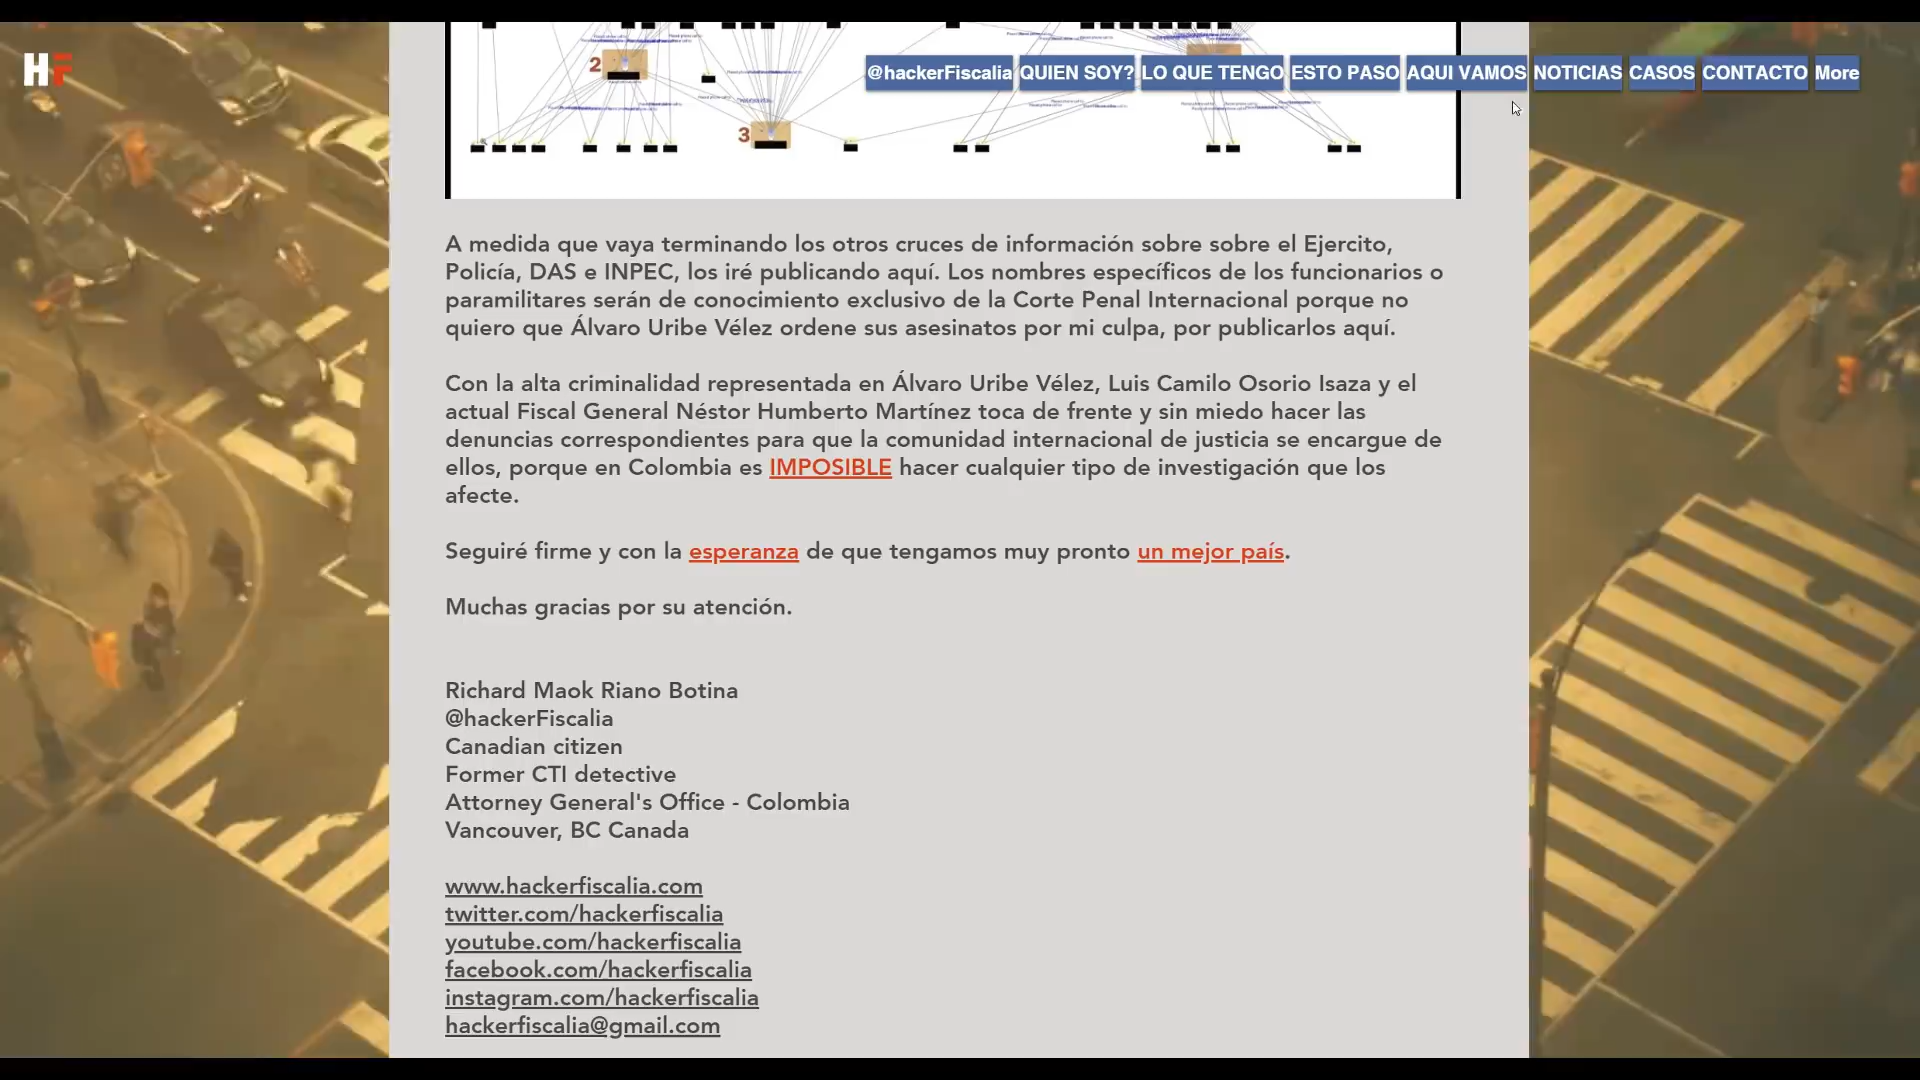 HF
@hackerFiscalia QUIEN SOY? LO QUE TENGO ESTO PASO AQUI VAMOS NOTICIAS CASOS CONTACTO More
2
3
A medida que vaya terminando los otros cruces de información sobre sobre el Ejercito,
Policía, DAS e INPEC, los iré publicando aquí. Los nombres específicos de los funcionarios o
paramilitares serán de conocimiento exclusivo de la Corte Penal Internacional porque no
quiero que Álvaro Uribe Vélez ordene sus asesinatos por mi culpa, por publicarlos aquí.
Con la alta criminalidad representada en Álvaro Uribe Vélez, Luis Camilo Osorio Isaza y el
actual Fiscal General Néstor Humberto Martínez toca de frente y sin miedo hacer las
denuncias correspondientes para que la comunidad internacional de justicia se encargue de
ellos, porque en Colombia es IMPOSIBLE hacer cualquier tipo de investigación que los
afecte.
Seguiré firme y con la esperanza de que tengamos muy pronto un mejor país.
Muchas gracias por su atención.
Richard Maok Riano Botina
@hackerFiscalia
Canadian citizen
Former CTI detective
Attorney General's Office - Colombia
Vancouver, BC Canada
www.hackerfiscalia.com
twitter.com/hackerfiscalia
youtube.com/hackerfiscalia
facebook.com/hackerfiscalia
instagram.com/hackerfiscalia
hackerfiscalia@gmail.com